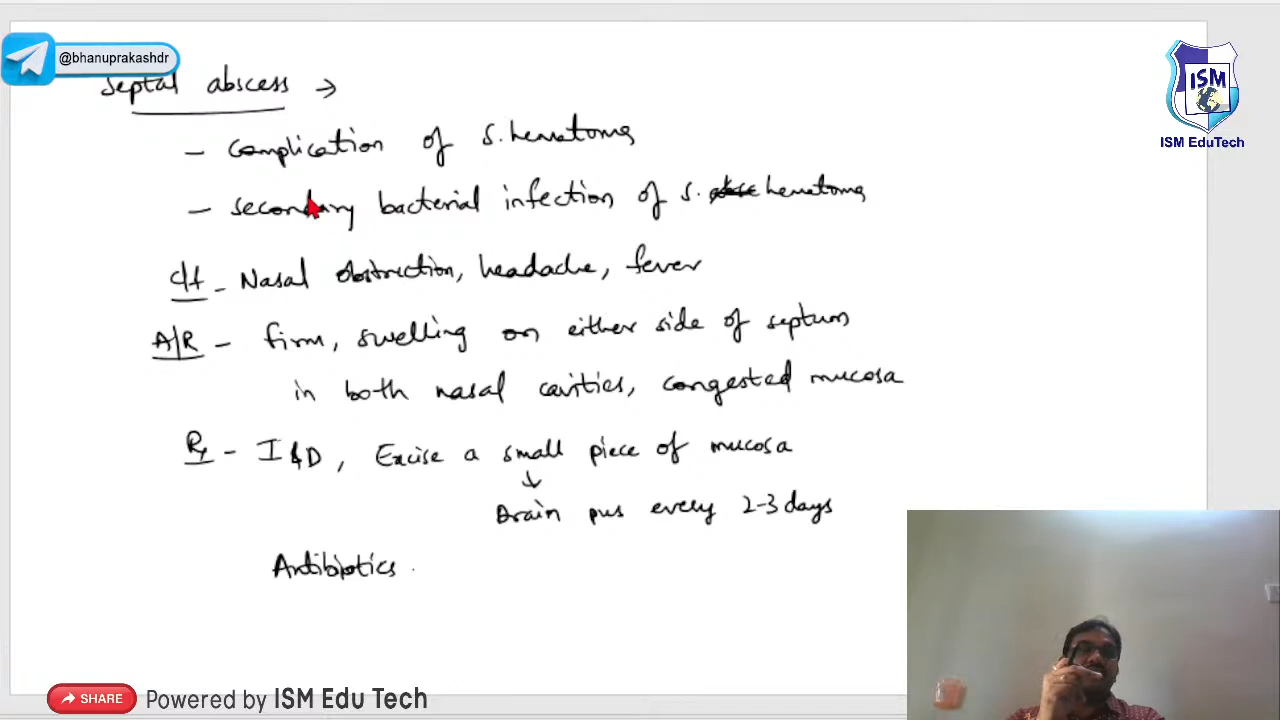 @bhanuprakashdr
Septal abscess →
ISM
ISM EduTech
- complication of S. hematoma
- secondary bacterial infection of S. hematoma
c/f - Nasal obstruction, headache, fever
A/R - firm, swelling on either side of septum
in both nasal cavities, congested mucosa
Rx - I & D, Excise a small piece of mucosa
↓
Drain pus every 2-3 days
Antibiotics.
SHARE Powered by ISM Edu Tech